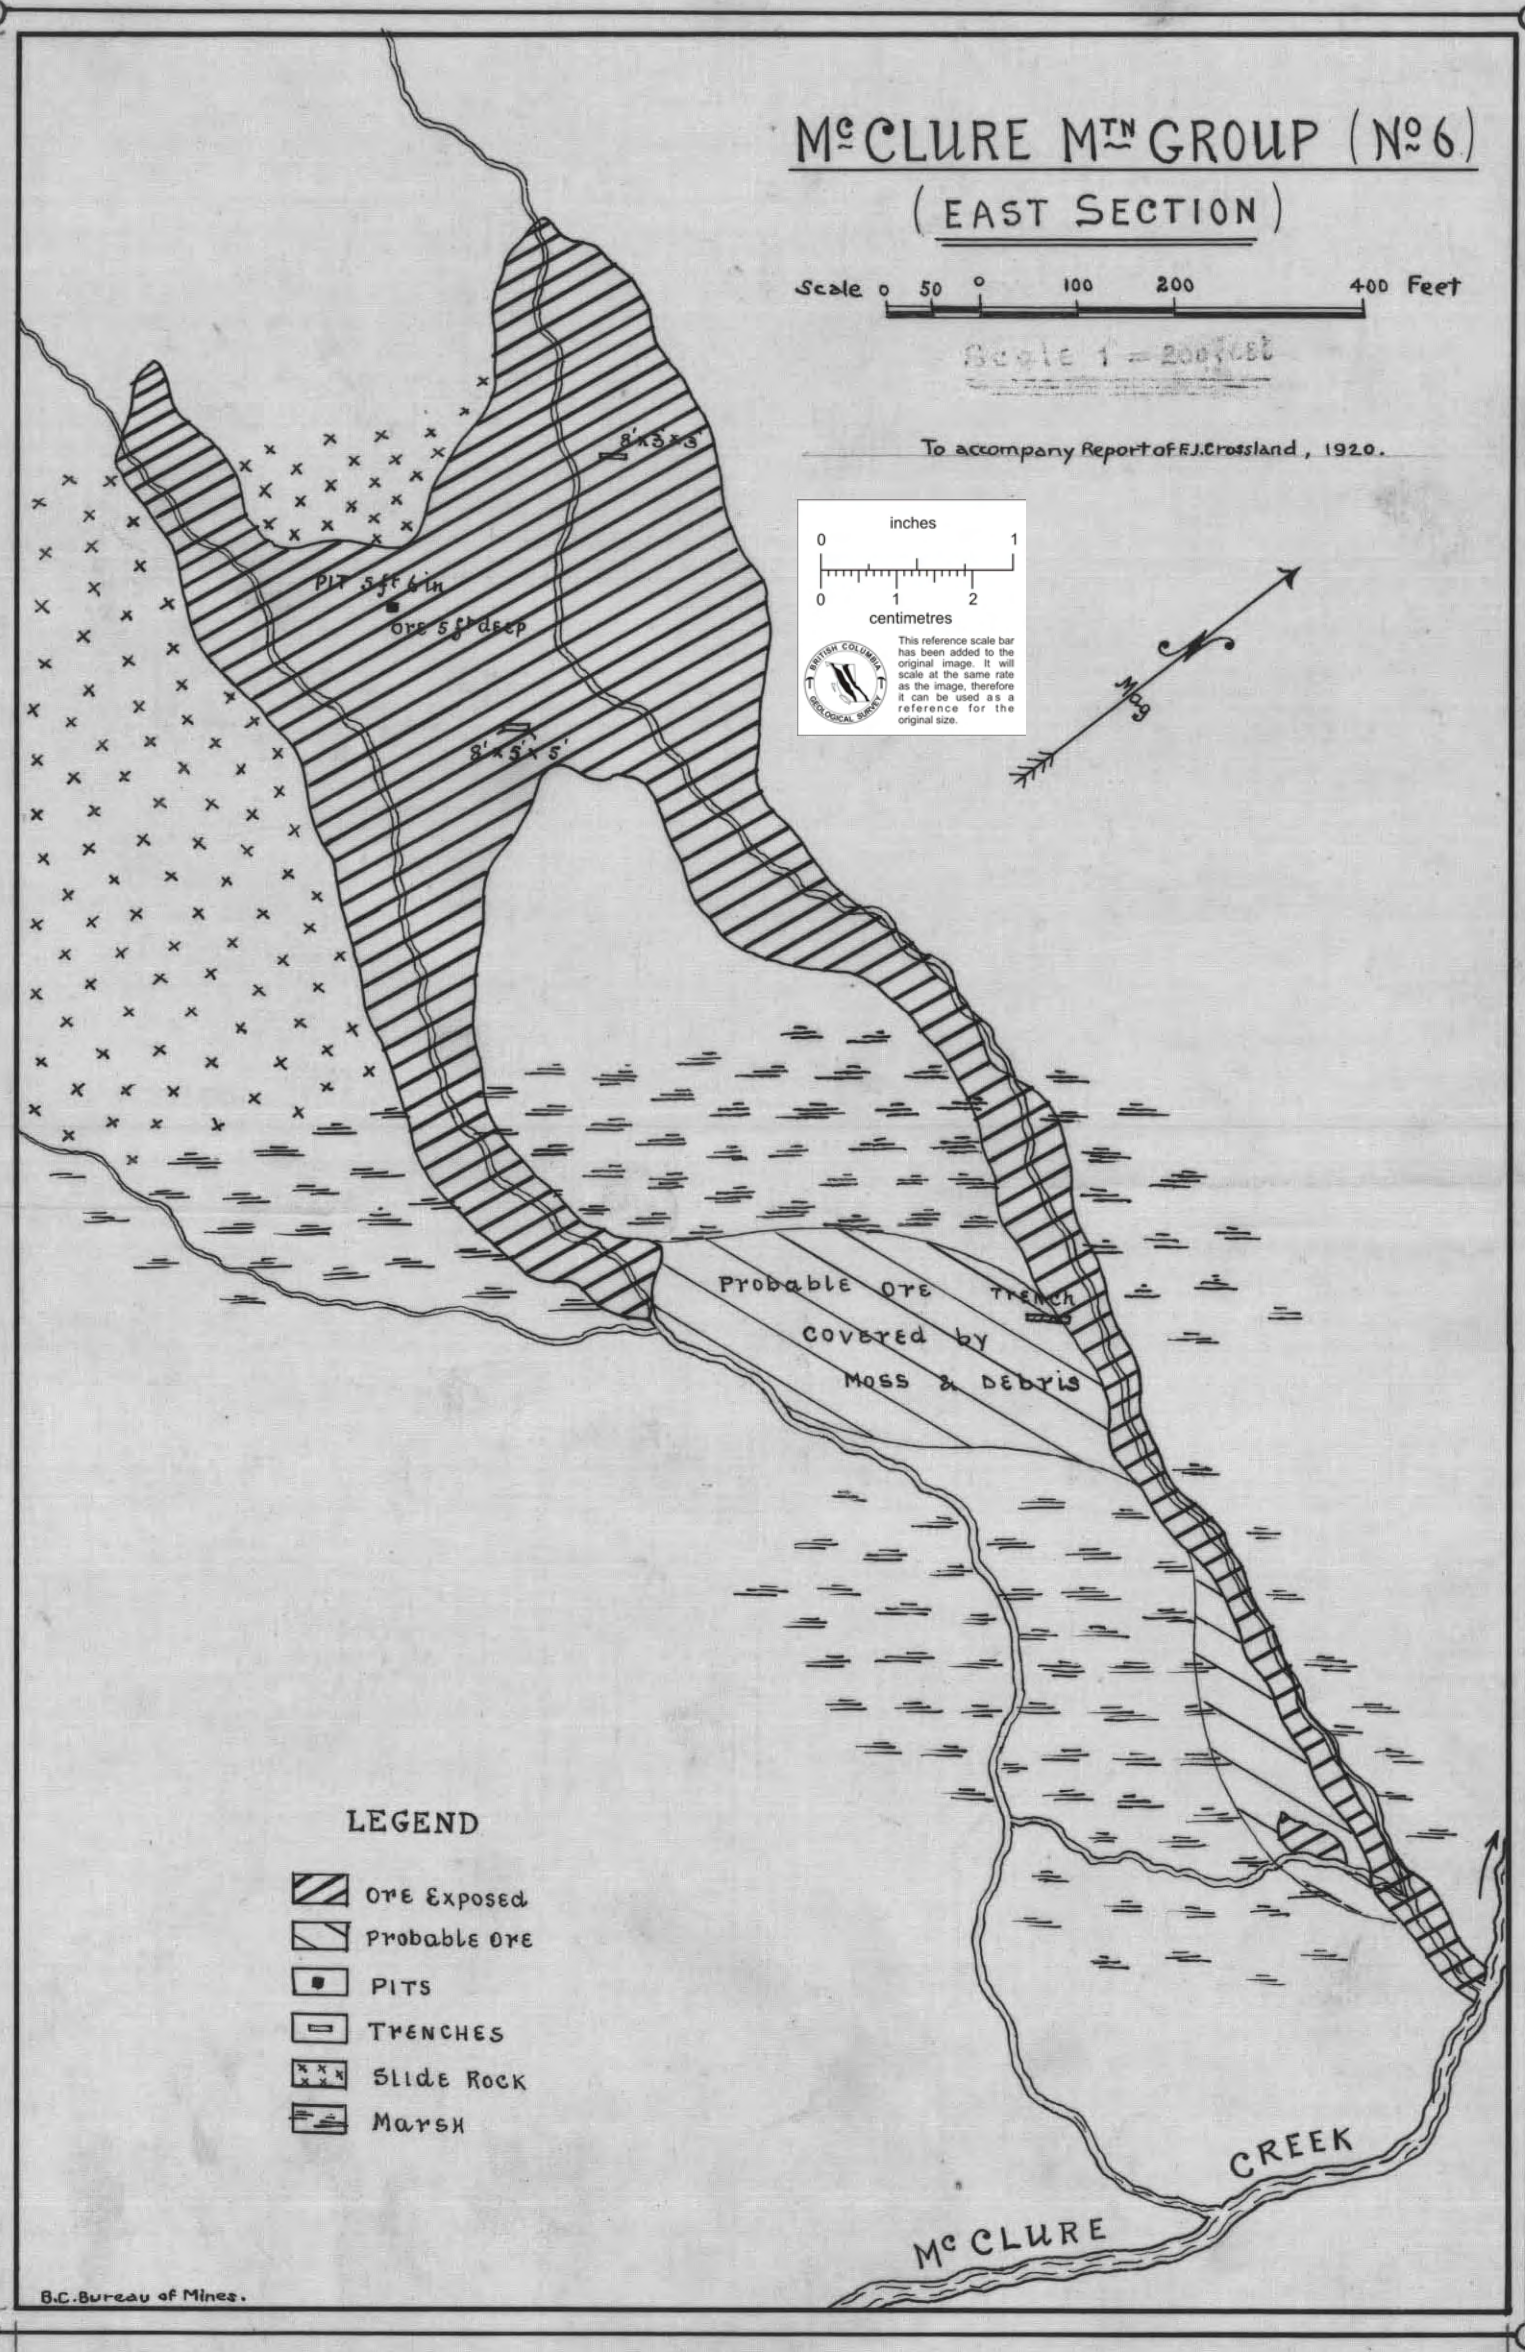 McCLURE MTN GROUP (No 6)
(EAST SECTION)
Scale 0 50 0 100 200 400 Feet
Scale 1 = 200 feet
To accompany Report of F.J. Crossland, 1920.
inches
0 1
0 1 2
centimetres
BRITISH COLUMBIA
GEOLOGICAL SURVEY
This reference scale bar
has been added to the
original image. It will
scale at the same rate
as the image, therefore
it can be used as a
reference for the
original size.
N
Mag
8'x3'x3'
PIT 5ft 6in
Ore 5ft deep
8'x5'x5'
Probable Ore
Trench
Covered by
Moss & Debris
LEGEND
Ore Exposed
Probable Ore
PITS
TrENCHES
Slide Rock
Marsh
McCLURE CREEK
B.C. Bureau of Mines.